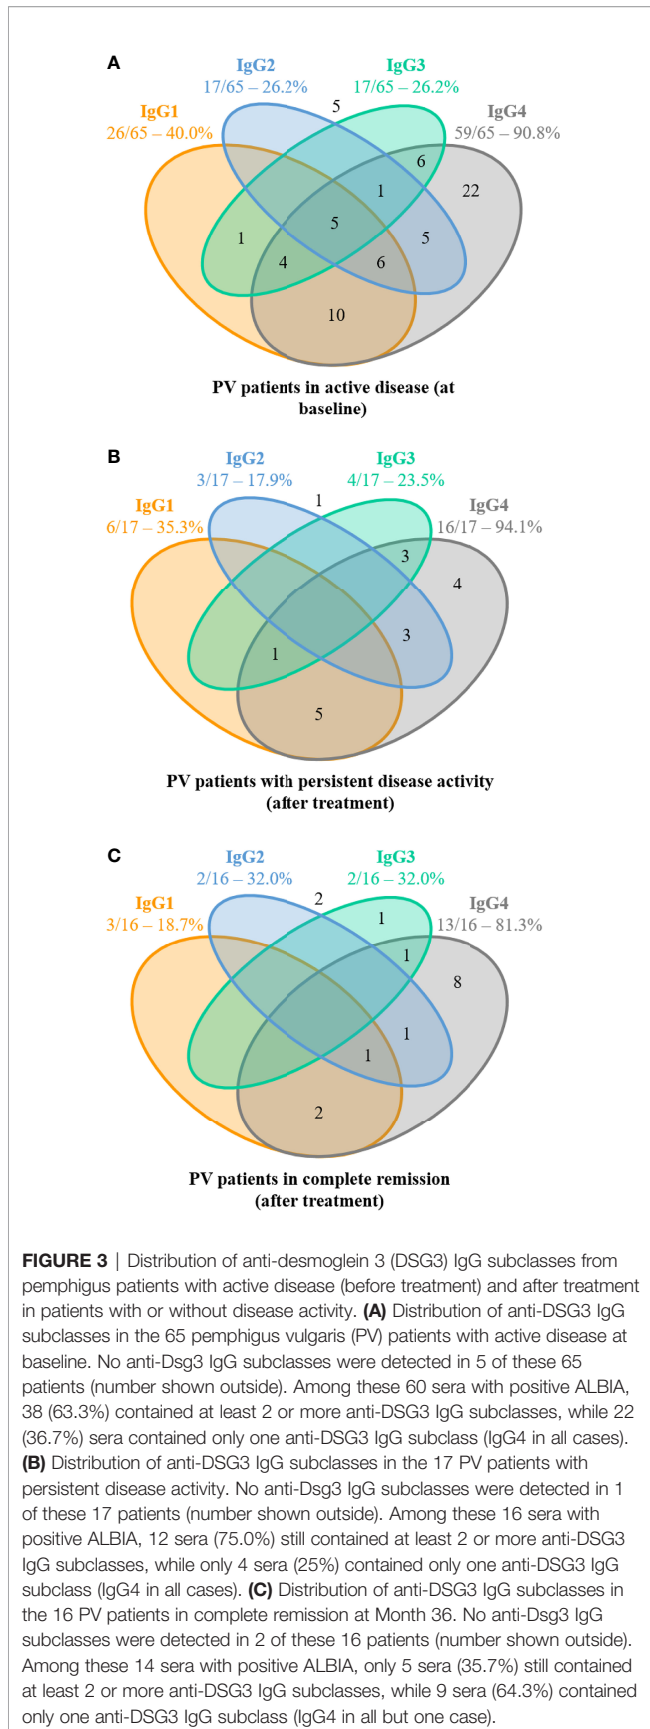 A
IgG2
17/65 – 26.2%
IgG3
17/65 – 26.2%
IgG1
26/65 – 40.0%
IgG4
59/65 – 90.8%
5
6
1
22
1
5
5
4
6
10
PV patients in active disease (at
baseline)
B
IgG2
3/17 – 17.9%
IgG3
4/17 – 23.5%
IgG1
6/17 – 35.3%
IgG4
16/17 – 94.1%
1
3
4
3
1
5
PV patients with persistent disease activity
(after treatment)
C
IgG2
2/16 – 32.0%
IgG3
2/16 – 32.0%
IgG1
3/16 – 18.7%
IgG4
13/16 – 81.3%
2
1
1
8
1
1
2
PV patients in complete remission
(after treatment)
FIGURE 3 | Distribution of anti-desmoglein 3 (DSG3) IgG subclasses from
pemphigus patients with active disease (before treatment) and after treatment
in patients with or without disease activity. (A) Distribution of anti-DSG3 IgG
subclasses in the 65 pemphigus vulgaris (PV) patients with active disease at
baseline. No anti-Dsg3 IgG subclasses were detected in 5 of these 65
patients (number shown outside). Among these 60 sera with positive ALBIA,
38 (63.3%) contained at least 2 or more anti-DSG3 IgG subclasses, while 22
(36.7%) sera contained only one anti-DSG3 IgG subclass (IgG4 in all cases).
(B) Distribution of anti-DSG3 IgG subclasses in the 17 PV patients with
persistent disease activity. No anti-Dsg3 IgG subclasses were detected in 1
of these 17 patients (number shown outside). Among these 16 sera with
positive ALBIA, 12 sera (75.0%) still contained at least 2 or more anti-DSG3
IgG subclasses, while only 4 sera (25%) contained only one anti-DSG3 IgG
subclass (IgG4 in all cases). (C) Distribution of anti-DSG3 IgG subclasses in
the 16 PV patients in complete remission at Month 36. No anti-Dsg3 IgG
subclasses were detected in 2 of these 16 patients (number shown outside).
Among these 14 sera with positive ALBIA, only 5 sera (35.7%) still contained
at least 2 or more anti-DSG3 IgG subclasses, while 9 sera (64.3%) contained
only one anti-DSG3 IgG subclass (IgG4 in all but one case).